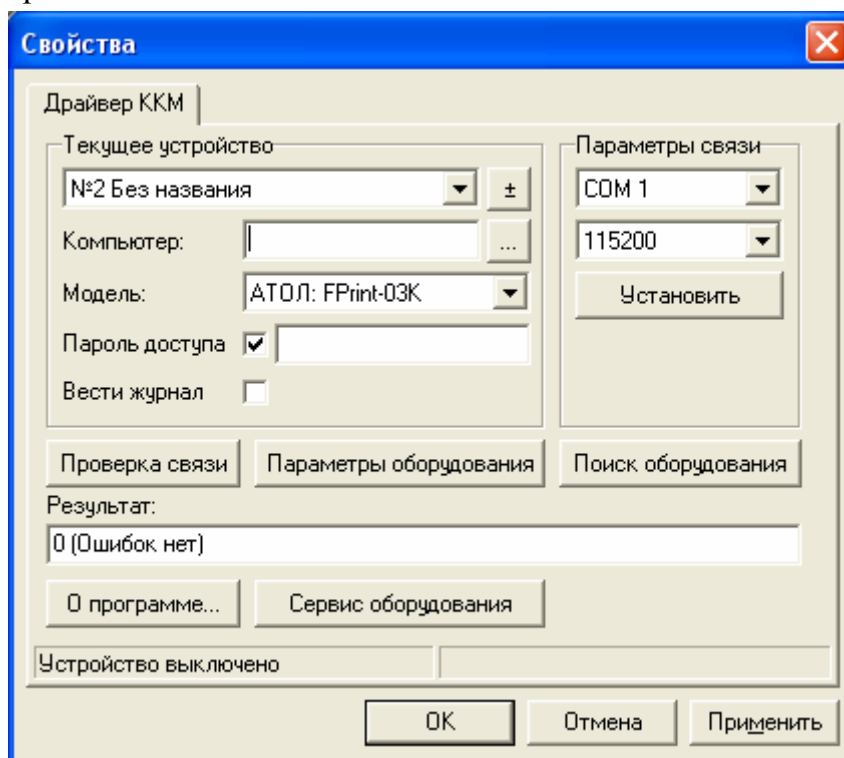 Свойства
Драйвер ККМ
Текущее устройство
№2 Без названия
±
Компьютер:
...
Модель:
АТОЛ: FPrint-03K
Пароль доступа
Вести журнал
Параметры связи
COM 1
115200
Установить
Проверка связи
Параметры оборудования
Поиск оборудования
Результат:
0 (Ошибок нет)
О программе...
Сервис оборудования
Устройство выключено
OK
Отмена
Применить